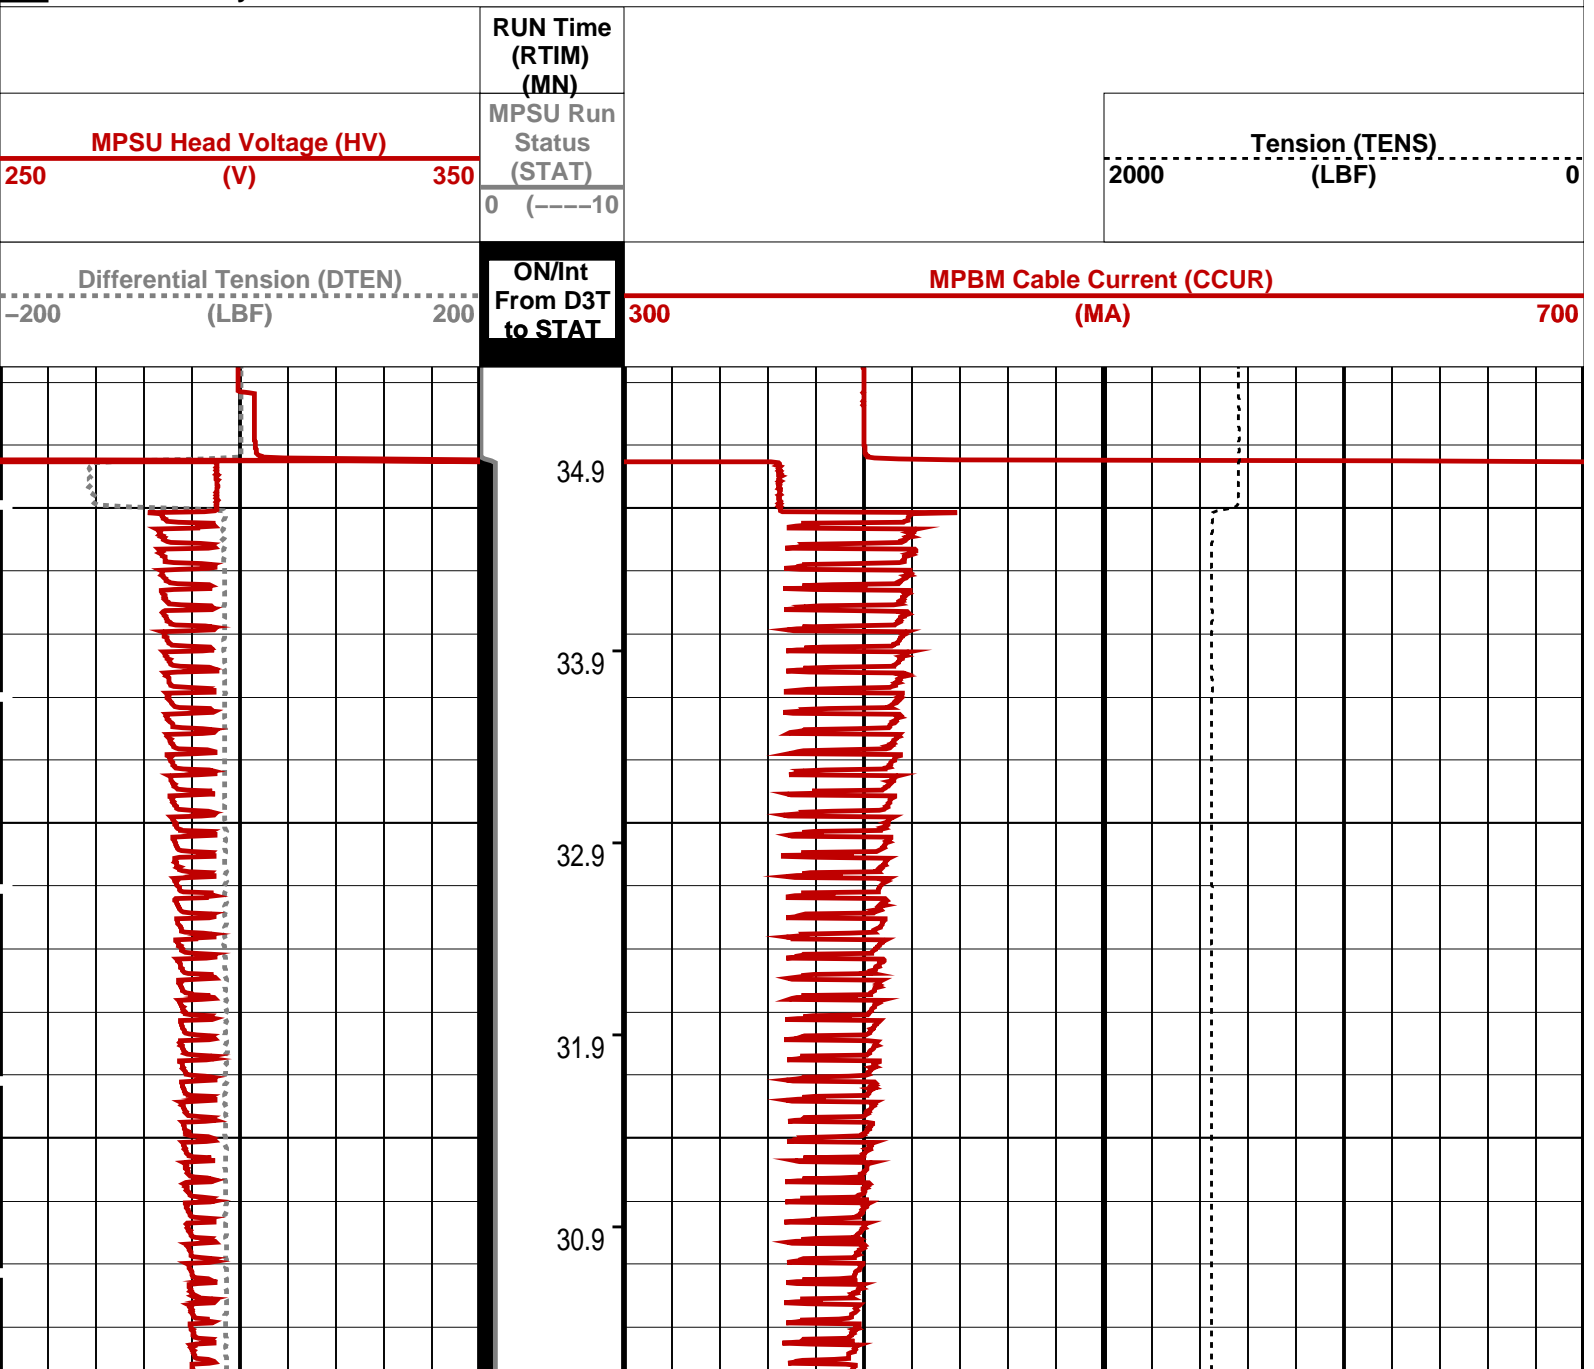 RUN Time
(RTIM)
(MN)
MPSU Head Voltage (HV)
250 (V) 350
MPSU Run
Status
(STAT)
0 (––––10
Tension (TENS)
2000 (LBF) 0
Differential Tension (DTEN)
–200 (LBF) 200
ON/Int
From D3T
to STAT
MPBM Cable Current (CCUR)
300 (MA) 700
34.9
33.9
32.9
31.9
30.9